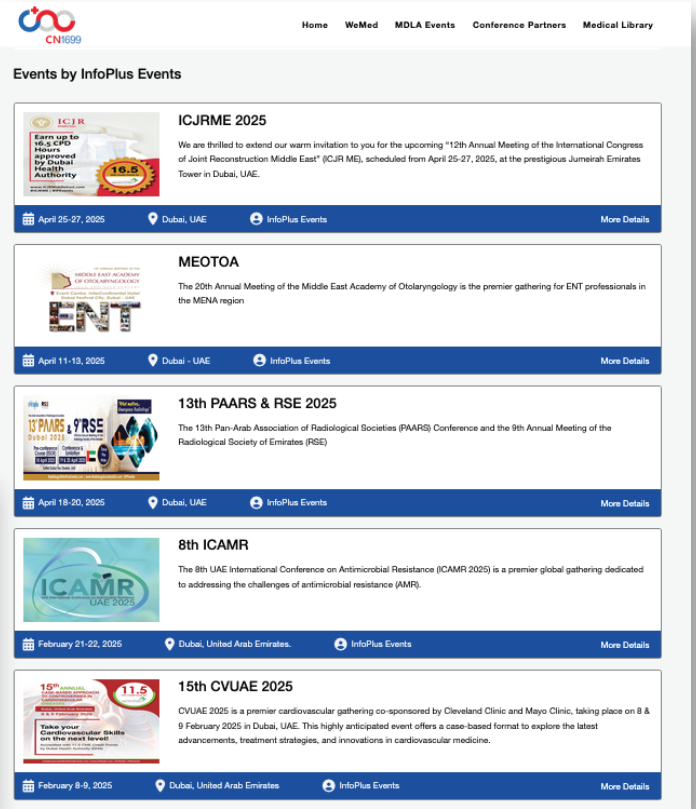 CN1699
Home WeMed MDLA Events Conference Partners Medical Library
Events by InfoPlus Events
ICJR
Earn up to
16.5 CPD
Hours
approved
by Dubai
Health
Authority
16.5
ICJRME 2025
We are thrilled to extend our warm invitation to you for the upcoming “12th Annual Meeting of the International Congress
of Joint Reconstruction Middle East” (ICJR ME), scheduled from April 25-27, 2025, at the prestigious Jumeirah Emirates
Tower in Dubai, UAE.
April 25-27, 2025 Dubai, UAE InfoPlus Events More Details
MIDDLE EAST ACADEMY
OF OTOLARYNGOLOGY
ENT
MEOTOA
The 20th Annual Meeting of the Middle East Academy of Otolaryngology is the premier gathering for ENT professionals in
the MENA region
April 11-13, 2025 Dubai - UAE InfoPlus Events More Details
13th PAARS & 9th RSE
Dubai 2025
13th PAARS & RSE 2025
The 13th Pan-Arab Association of Radiological Societies (PAARS) Conference and the 9th Annual Meeting of the
Radiological Society of Emirates (RSE)
April 18-20, 2025 Dubai, UAE InfoPlus Events More Details
ICAMR
UAE 2025
8th ICAMR
The 8th UAE International Conference on Antimicrobial Resistance (ICAMR 2025) is a premier global gathering dedicated
to addressing the challenges of antimicrobial resistance (AMR).
February 21-22, 2025 Dubai, United Arab Emirates. InfoPlus Events More Details
15th ANNUAL
CASE-BASED APPROACH
TO CONTROVERSIES IN
CARDIOVASCULAR
DISEASES
8 & 9 February 2025
11.5
Take your
Cardiovascular Skills
on the next level!
15th CVUAE 2025
CVUAE 2025 is a premier cardiovascular gathering co-sponsored by Cleveland Clinic and Mayo Clinic, taking place on 8 &
9 February 2025 in Dubai, UAE. This highly anticipated event offers a case-based format to explore the latest
advancements, treatment strategies, and innovations in cardiovascular medicine.
February 8-9, 2025 Dubai, United Arab Emirates InfoPlus Events More Details